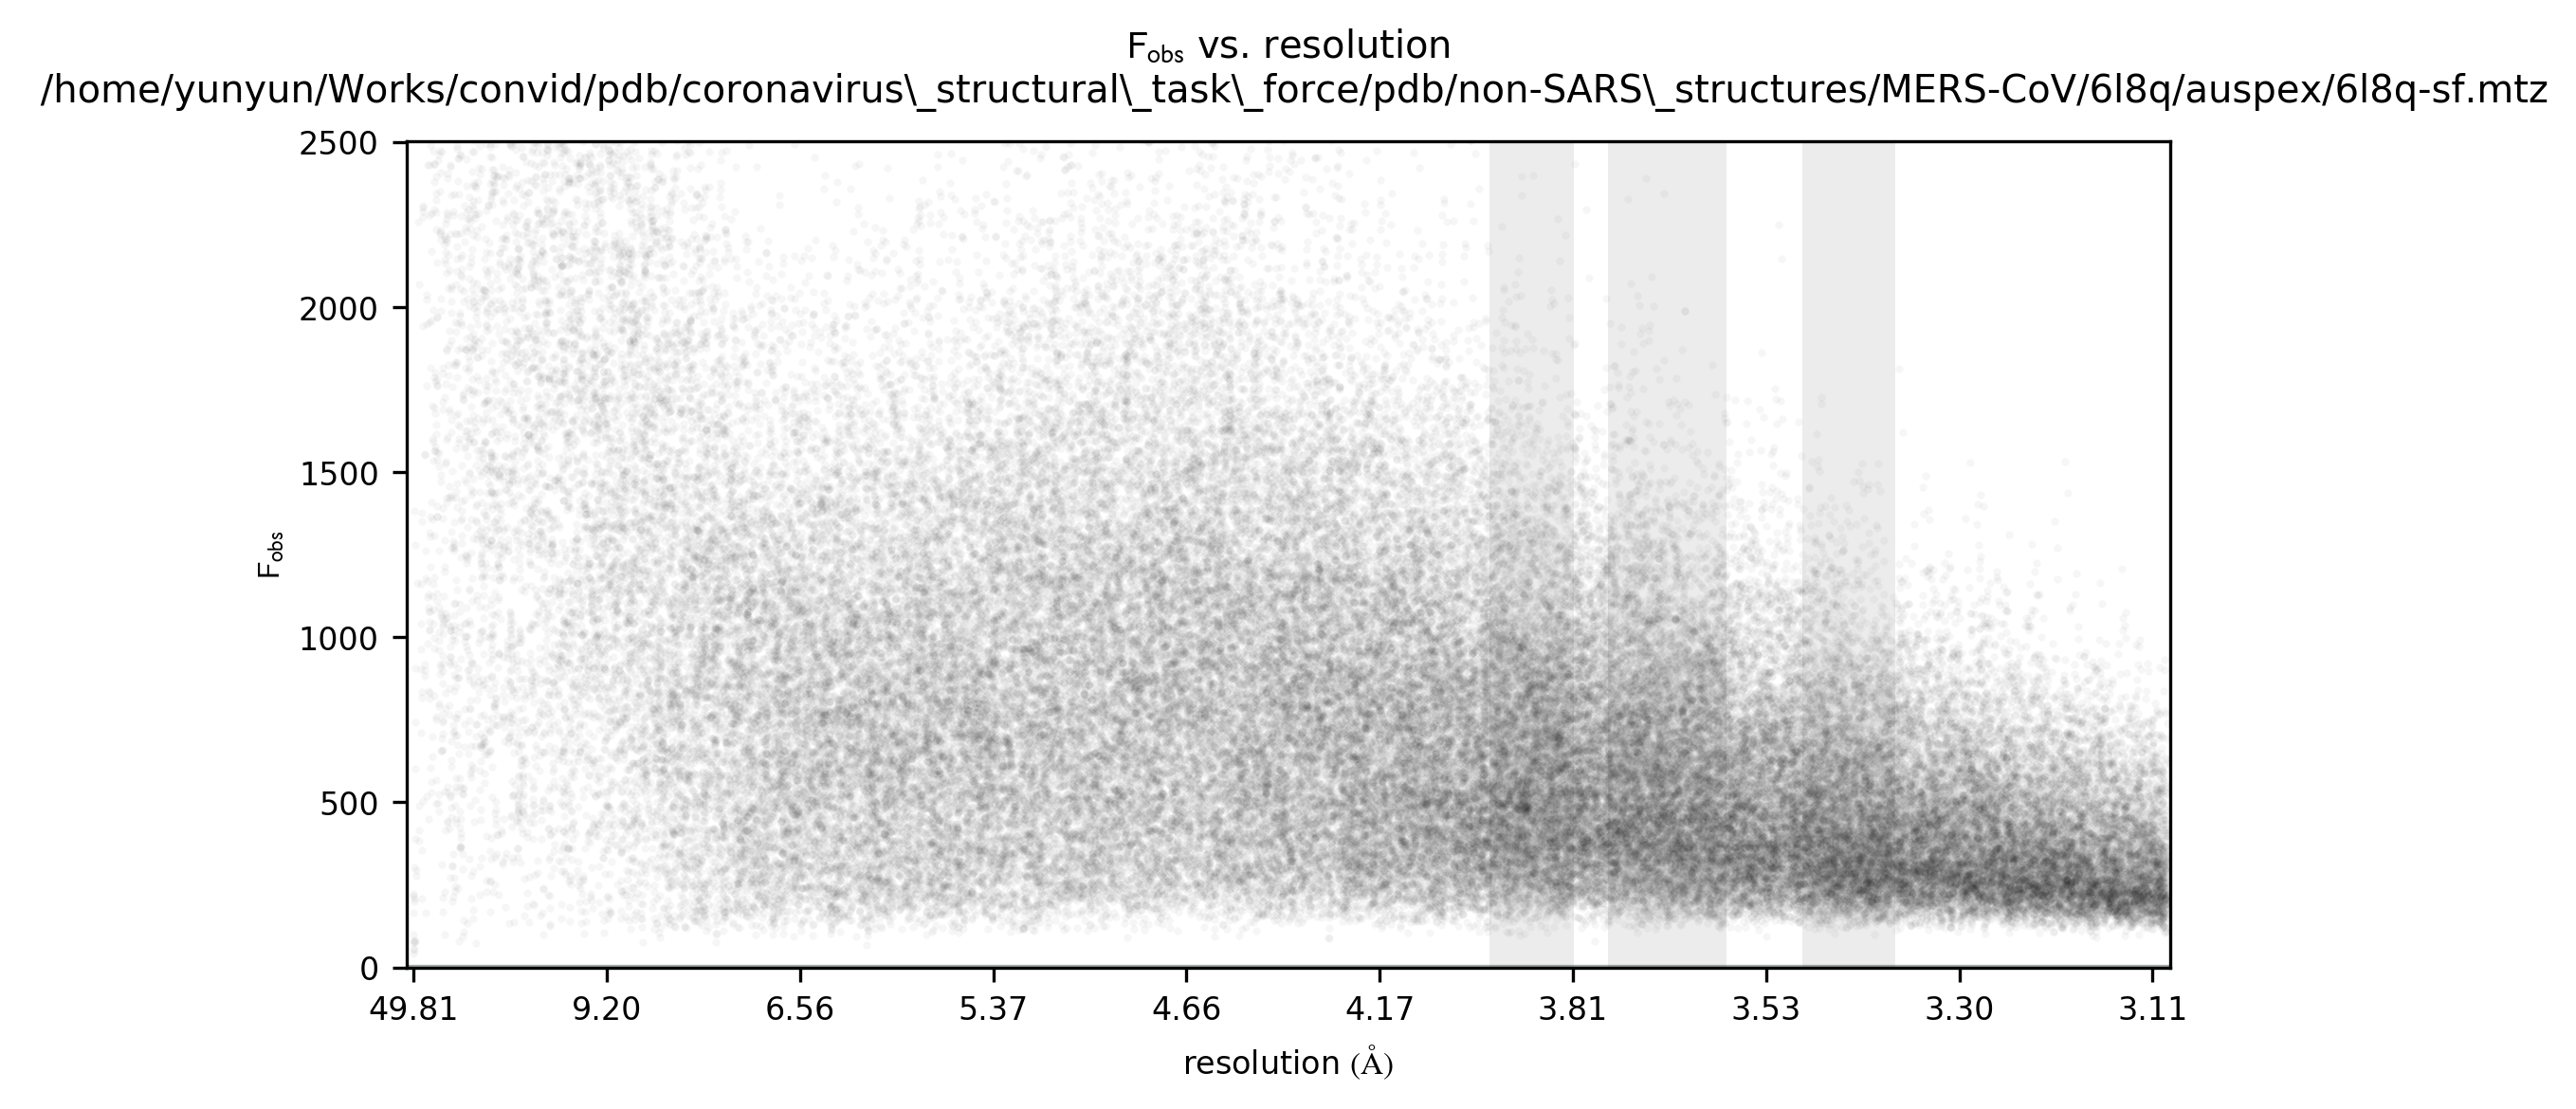 Fobs vs. resolution
/home/yunyun/Works/convid/pdb/coronavirus\_structural\_task\_force/pdb/non-SARS\_structures/MERS-CoV/6l8q/auspex/6l8q-sf.mtz
2500
2000
1500
1000
500
0
Fobs
49.81 9.20 6.56 5.37 4.66 4.17 3.81 3.53 3.30 3.11
resolution (Å)